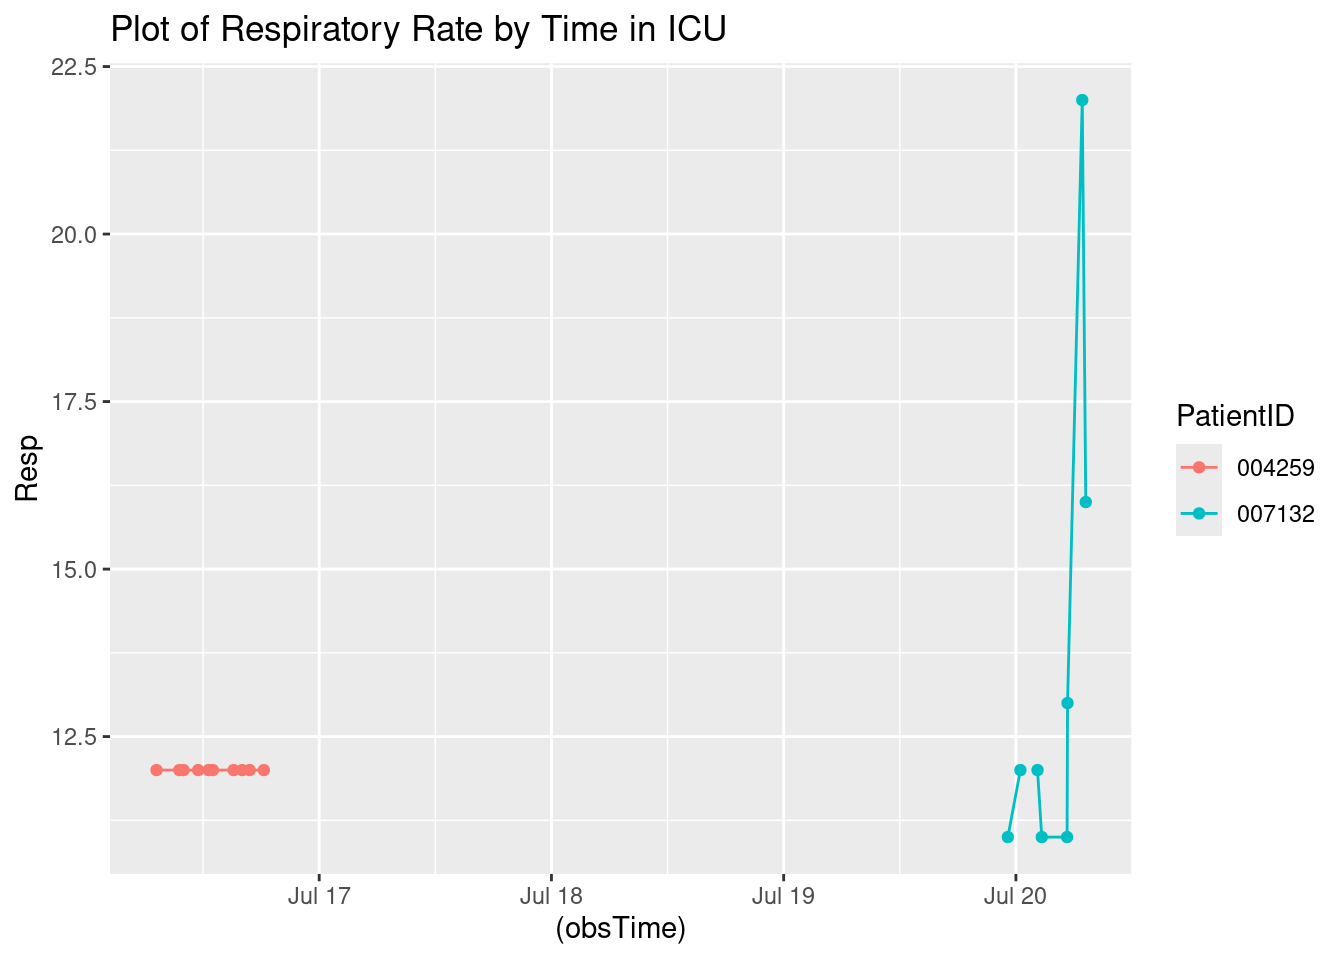 Plot of Respiratory Rate by Time in ICU
22.5
20.0
17.5
15.0
12.5
Resp
Jul 17 Jul 18 Jul 19 Jul 20
(obsTime)
PatientID
004259
007132